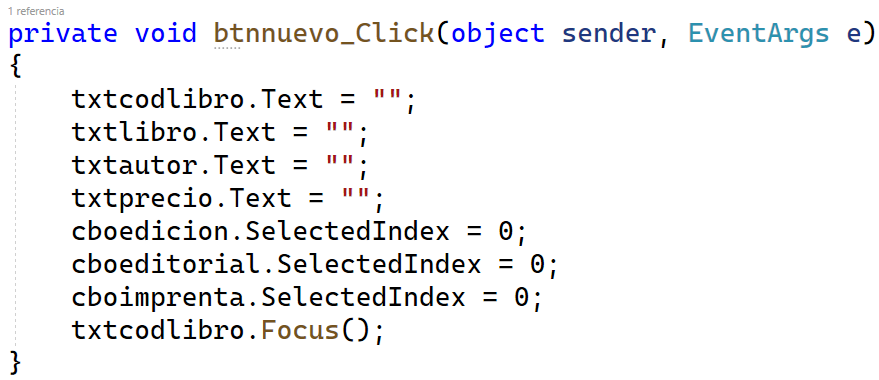 1 referencia
private void btnnuevo_Click(object sender, EventArgs e)
{
txtcodlibro.Text = "";
txtlibro.Text = "";
txtautor.Text = "";
txtprecio.Text = "";
cboedicion.SelectedIndex = 0;
cboeditorial.SelectedIndex = 0;
cboimprenta.SelectedIndex = 0;
txtcodlibro.Focus();
}